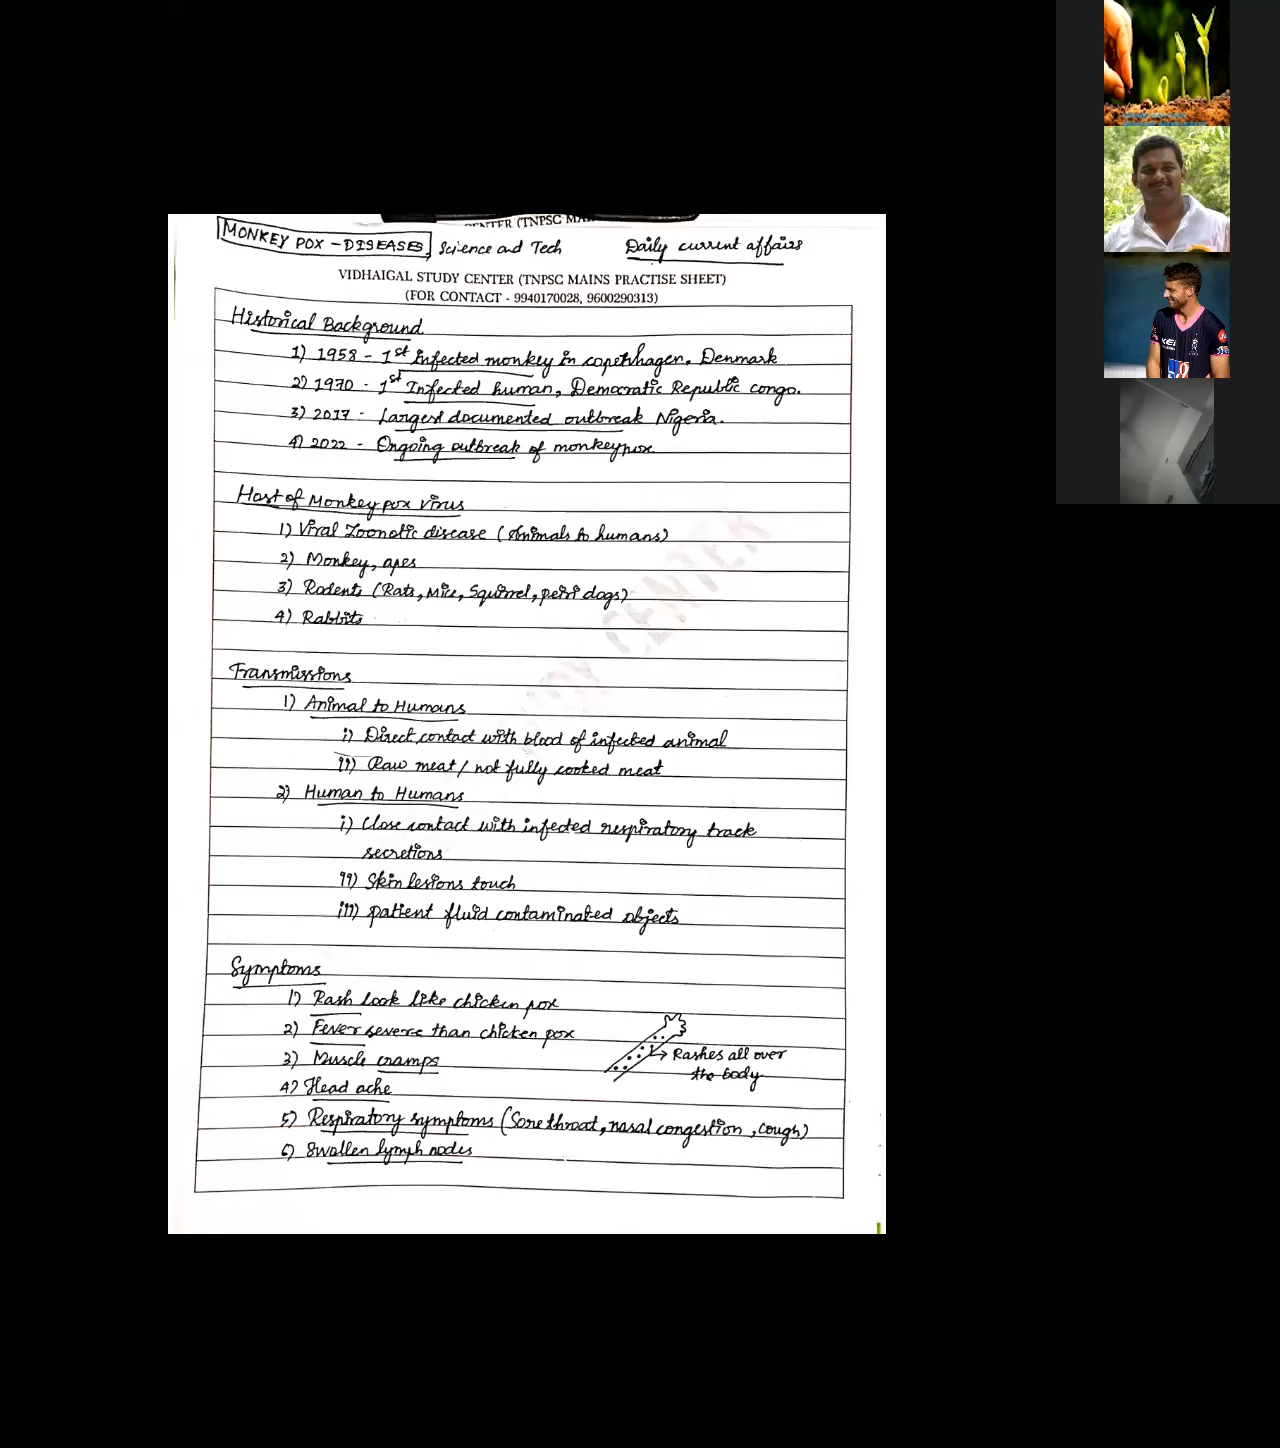 CENTER (TNPSC MA
MONKEY POX - DISEASES, Science and Tech Daily current affairs
VIDHAIGAL STUDY CENTER (TNPSC MAINS PRACTISE SHEET)
(FOR CONTACT - 9940170028, 9600290313)
Historical Background
1) 1958 - 1st infected monkey in copenhagen, Denmark
2) 1970 - 1st Infected human, Democratic Republic congo.
3) 2017 - Largest documented outbreak Nigeria.
4) 2022 - Ongoing outbreak of monkeypox
Host of Monkey pox virus
1) Viral Zoonotic disease (Animals to humans)
2) Monkey, apes
3) Rodents (Rats, Mice, Squirrel, dogs)
4) Rabbits
Transmissions
1) Animal to Humans
i) Direct contact with blood of infected animal
ii) Raw meat / not fully cooked meat
2) Human to Humans
i) Close contact with infected respiratory track
secretions
ii) Skin lesions touch
iii) patient fluid contaminated objects
Symptoms
1) Rash look like chicken pox
2) Fever severe than chicken pox
3) Muscle cramps
→ Rashes all over
the body
4) Head ache
5) Respiratory symptoms (Sore throat, nasal congestion, cough)
6) Swollen lymph nodes
STUDY CENTER